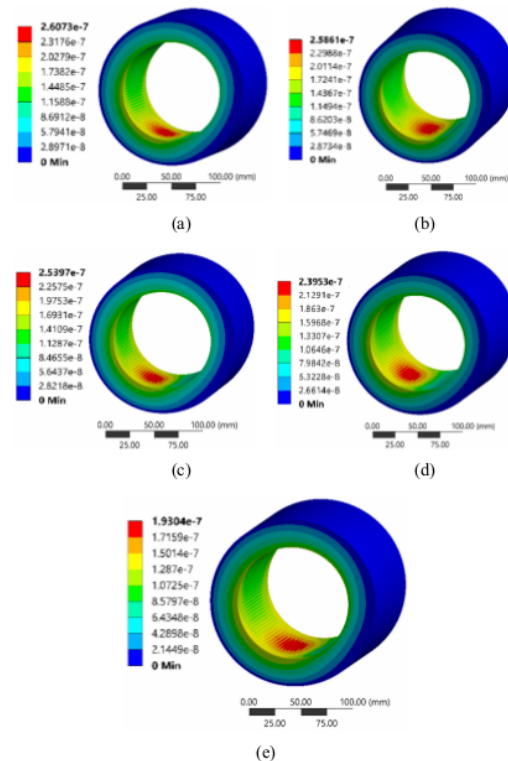 2.6073e-7
2.3176e-7
2.0279e-7
1.7382e-7
1.4485e-7
1.1588e-7
8.6912e-8
5.7941e-8
2.8971e-8
0 Min
0.00 50.00 100.00 (mm)
25.00 75.00
(a)
2.5861e-7
2.2988e-7
2.0114e-7
1.7241e-7
1.4367e-7
1.1494e-7
8.6203e-8
5.7469e-8
2.8734e-8
0 Min
0.00 50.00 100.00 (mm)
25.00 75.00
(b)
2.5397e-7
2.2575e-7
1.9753e-7
1.6931e-7
1.4109e-7
1.1287e-7
8.4655e-8
5.6437e-8
2.8218e-8
0 Min
0.00 50.00 100.00 (mm)
25.00 75.00
(c)
2.3953e-7
2.1291e-7
1.863e-7
1.5968e-7
1.3307e-7
1.0646e-7
7.9842e-8
5.3228e-8
2.6614e-8
0 Min
0.00 50.00 100.00 (mm)
25.00 75.00
(d)
1.9304e-7
1.7159e-7
1.5014e-7
1.287e-7
1.0725e-7
8.5797e-8
6.4348e-8
4.2898e-8
2.1449e-8
0 Min
0.00 50.00 100.00 (mm)
25.00 75.00
(e)